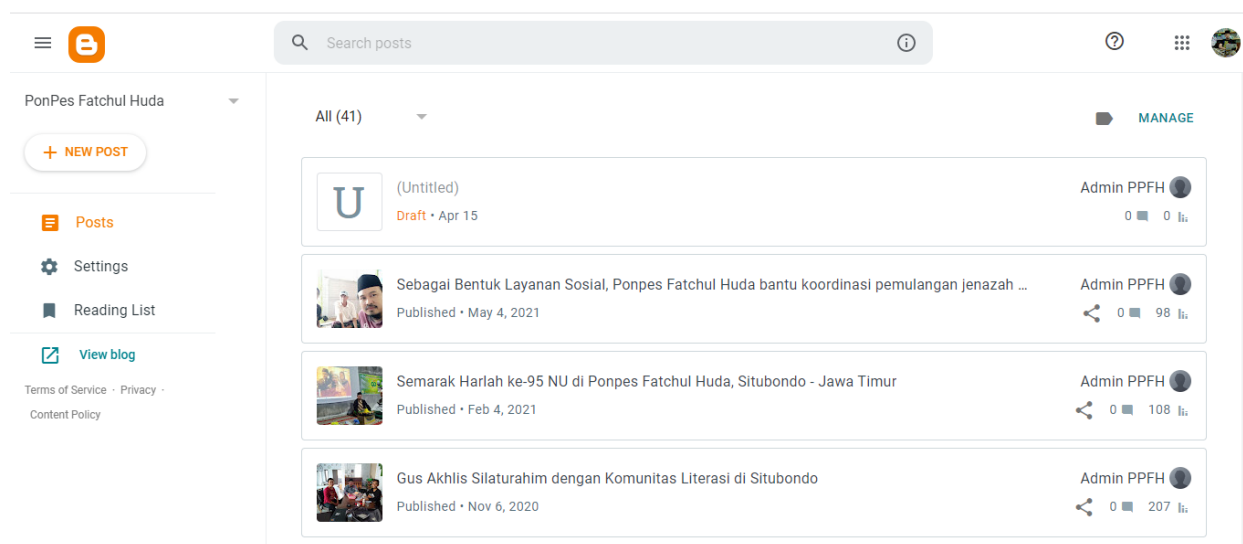 Search posts
PonPes Fatchul Huda
NEW POST
Posts
Settings
Reading List
View blog
Terms of Service · Privacy ·
Content Policy
All (41)
MANAGE
U
(Untitled)
Admin PPFH
Draft • Apr 15
0 0
Sebagai Bentuk Layanan Sosial, Ponpes Fatchul Huda bantu koordinasi pemulangan jenazah ...
Admin PPFH
Published • May 4, 2021
0 98
Semarak Harlah ke-95 NU di Ponpes Fatchul Huda, Situbondo - Jawa Timur
Admin PPFH
Published • Feb 4, 2021
0 108
Gus Akhlis Silaturahim dengan Komunitas Literasi di Situbondo
Admin PPFH
Published • Nov 6, 2020
0 207